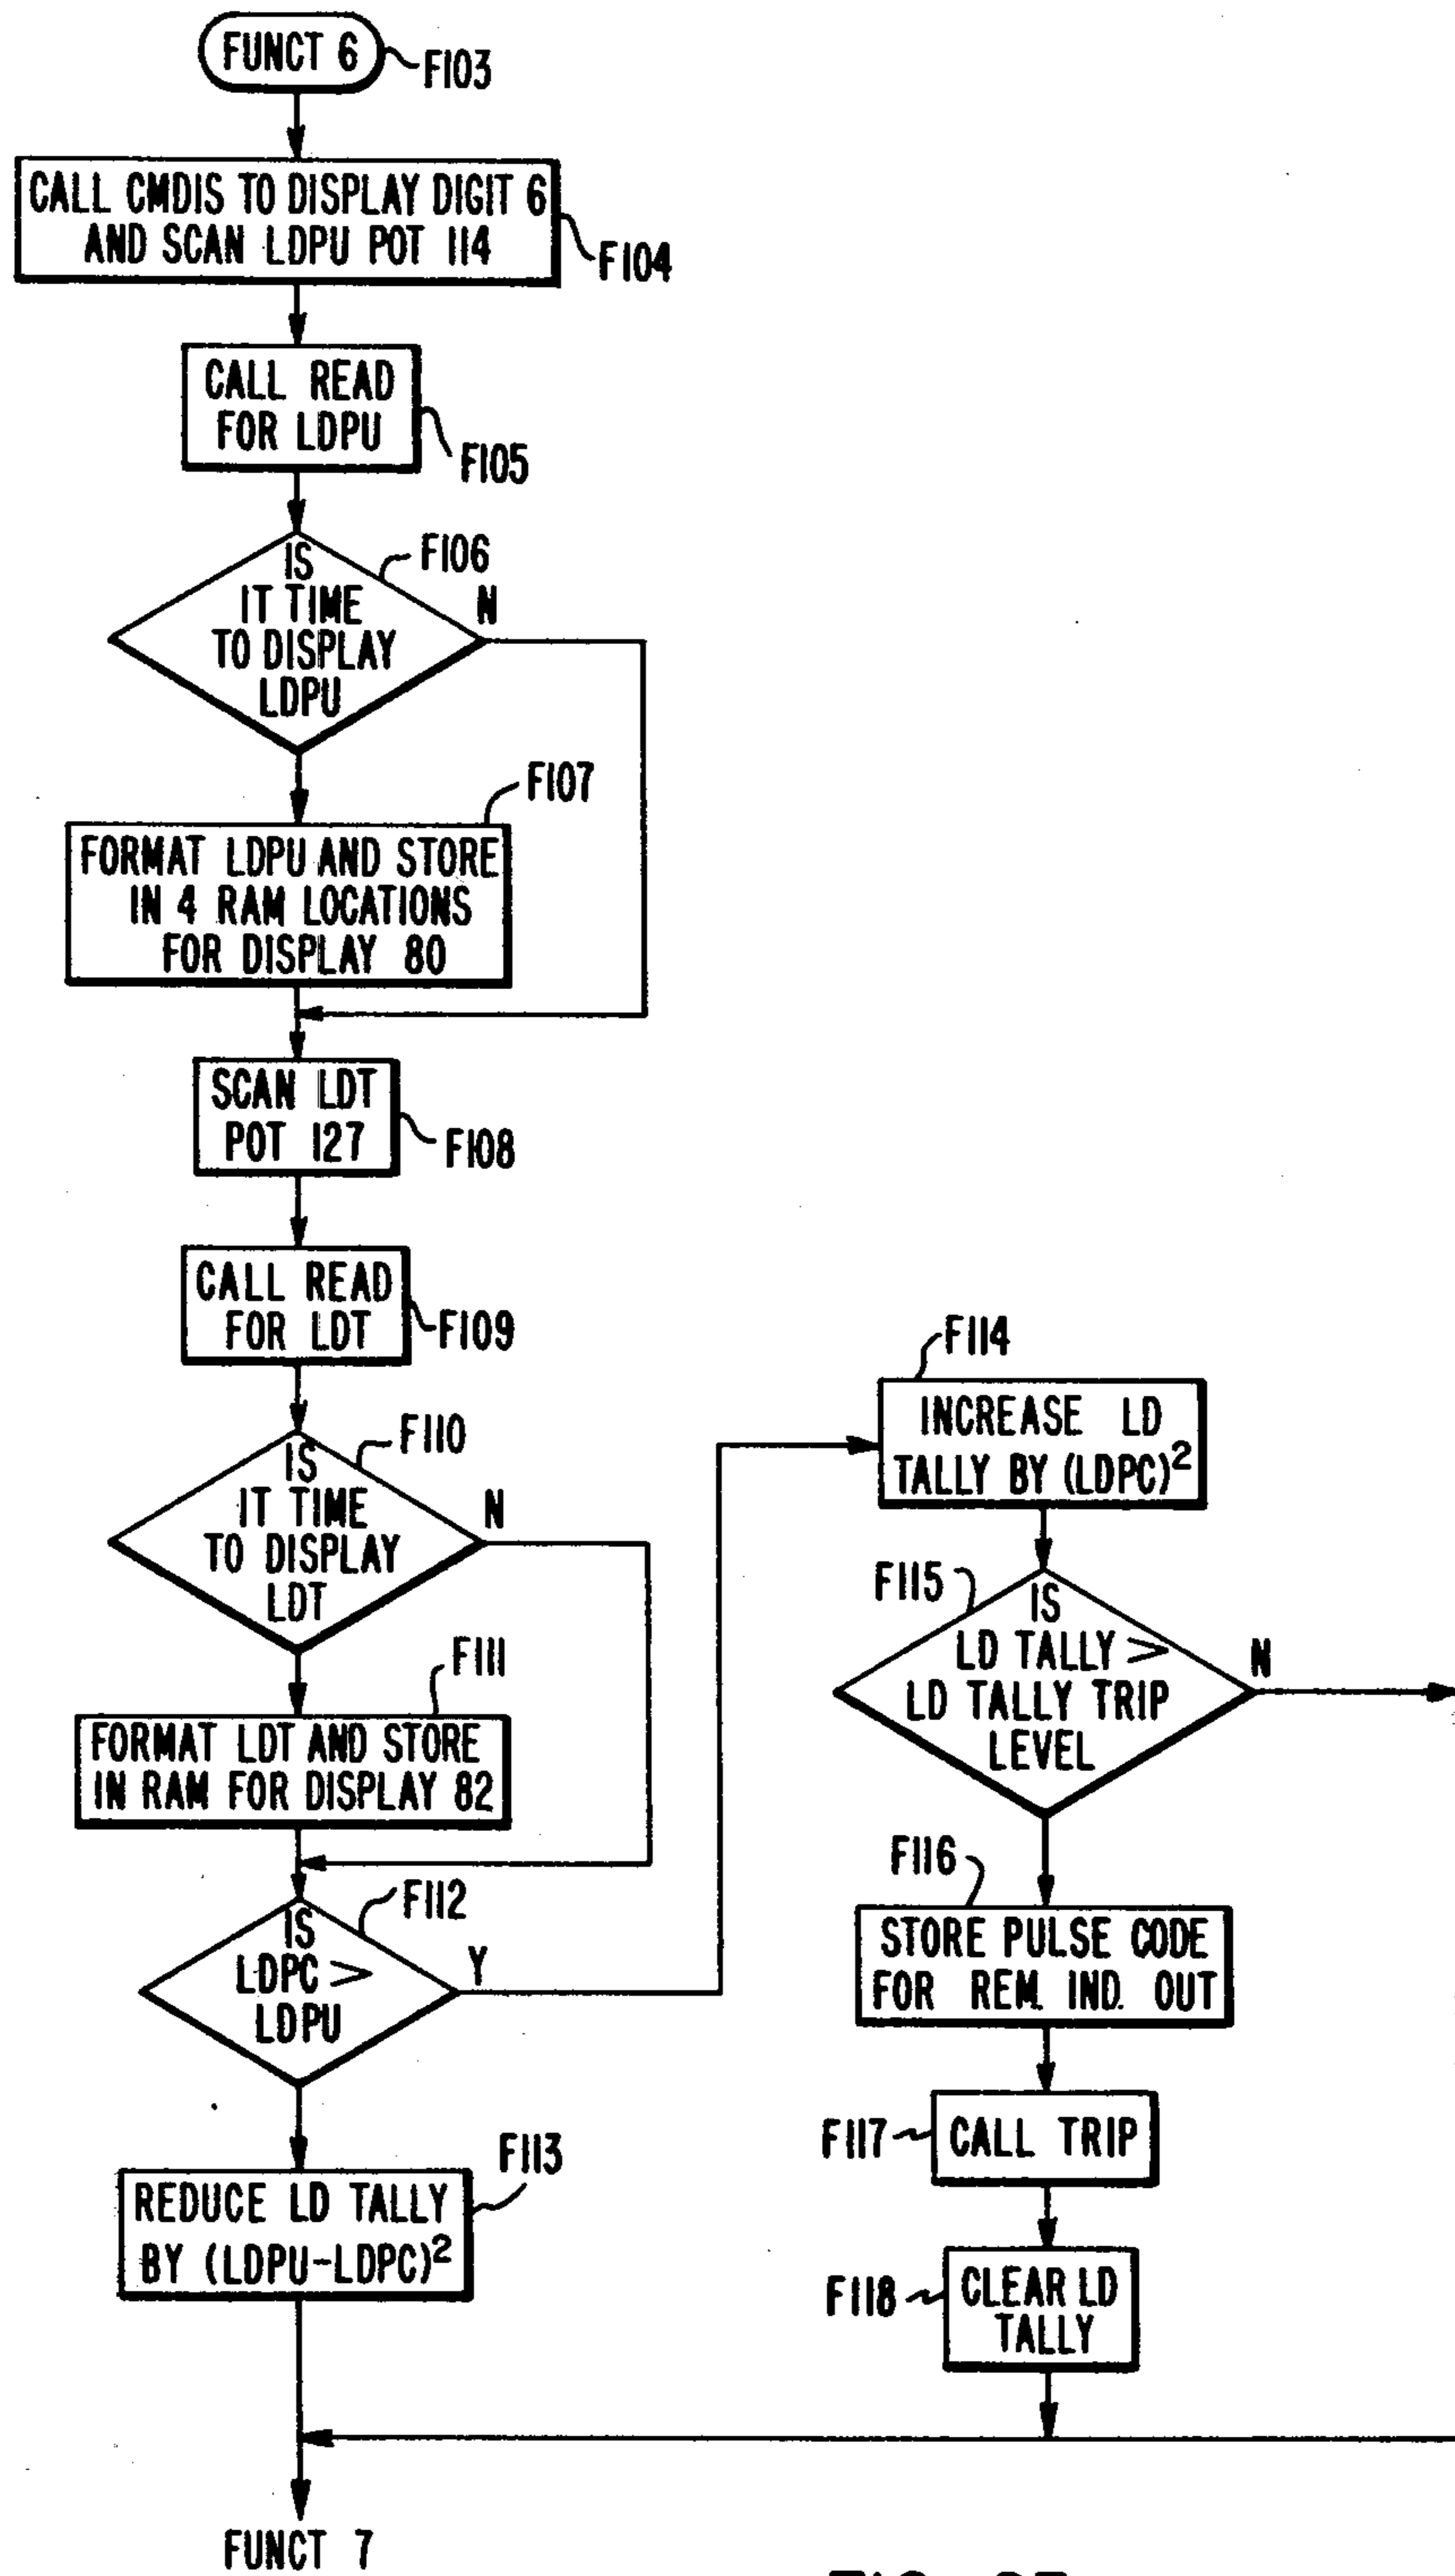 FUNCT 6
F103
CALL CMDIS TO DISPLAY DIGIT 6
AND SCAN LDPU POT 114
F104
CALL READ
FOR LDPU
F105
IS
IT TIME
TO DISPLAY
LDPU
F106
N
F107
FORMAT LDPU AND STORE
IN 4 RAM LOCATIONS
FOR DISPLAY 80
SCAN LDT
POT 127
F108
CALL READ
FOR LDT
F109
IS
IT TIME
TO DISPLAY
LDT
F110
N
F111
FORMAT LDT AND STORE
IN RAM FOR DISPLAY 82
IS
LDPC >
LDPU
F112
Y
F113
REDUCE LD TALLY
BY (LDPU-LDPC)²
F114
INCREASE LD
TALLY BY (LDPC)²
F115
IS
LD TALLY >
LD TALLY TRIP
LEVEL
N
F116
STORE PULSE CODE
FOR REM. IND. OUT
F117
CALL TRIP
F118
CLEAR LD
TALLY
FUNCT 7